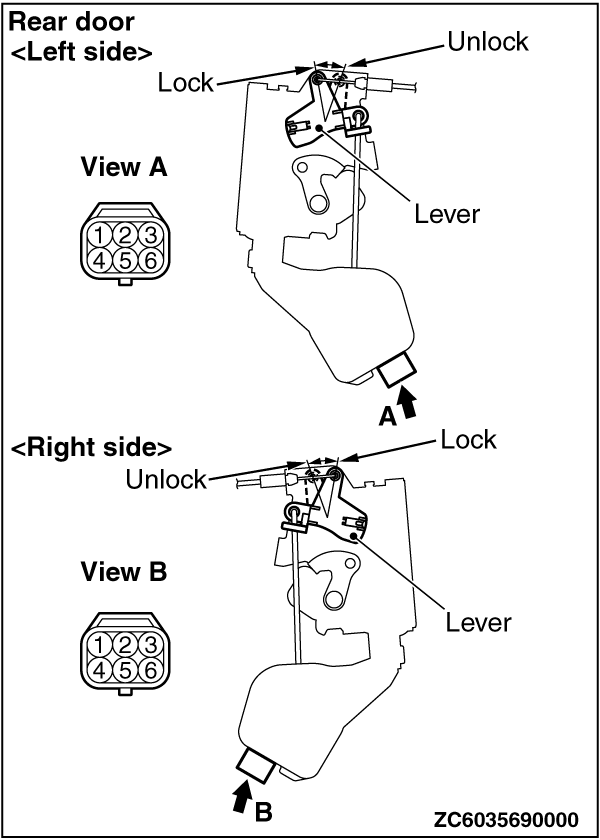 Rear door
<Left side>
Unlock
Lock
View A
1 2 3
4 5 6
Lever
A
<Right side>
Lock
Unlock
View B
1 2 3
4 5 6
Lever
B
ZC6035690000